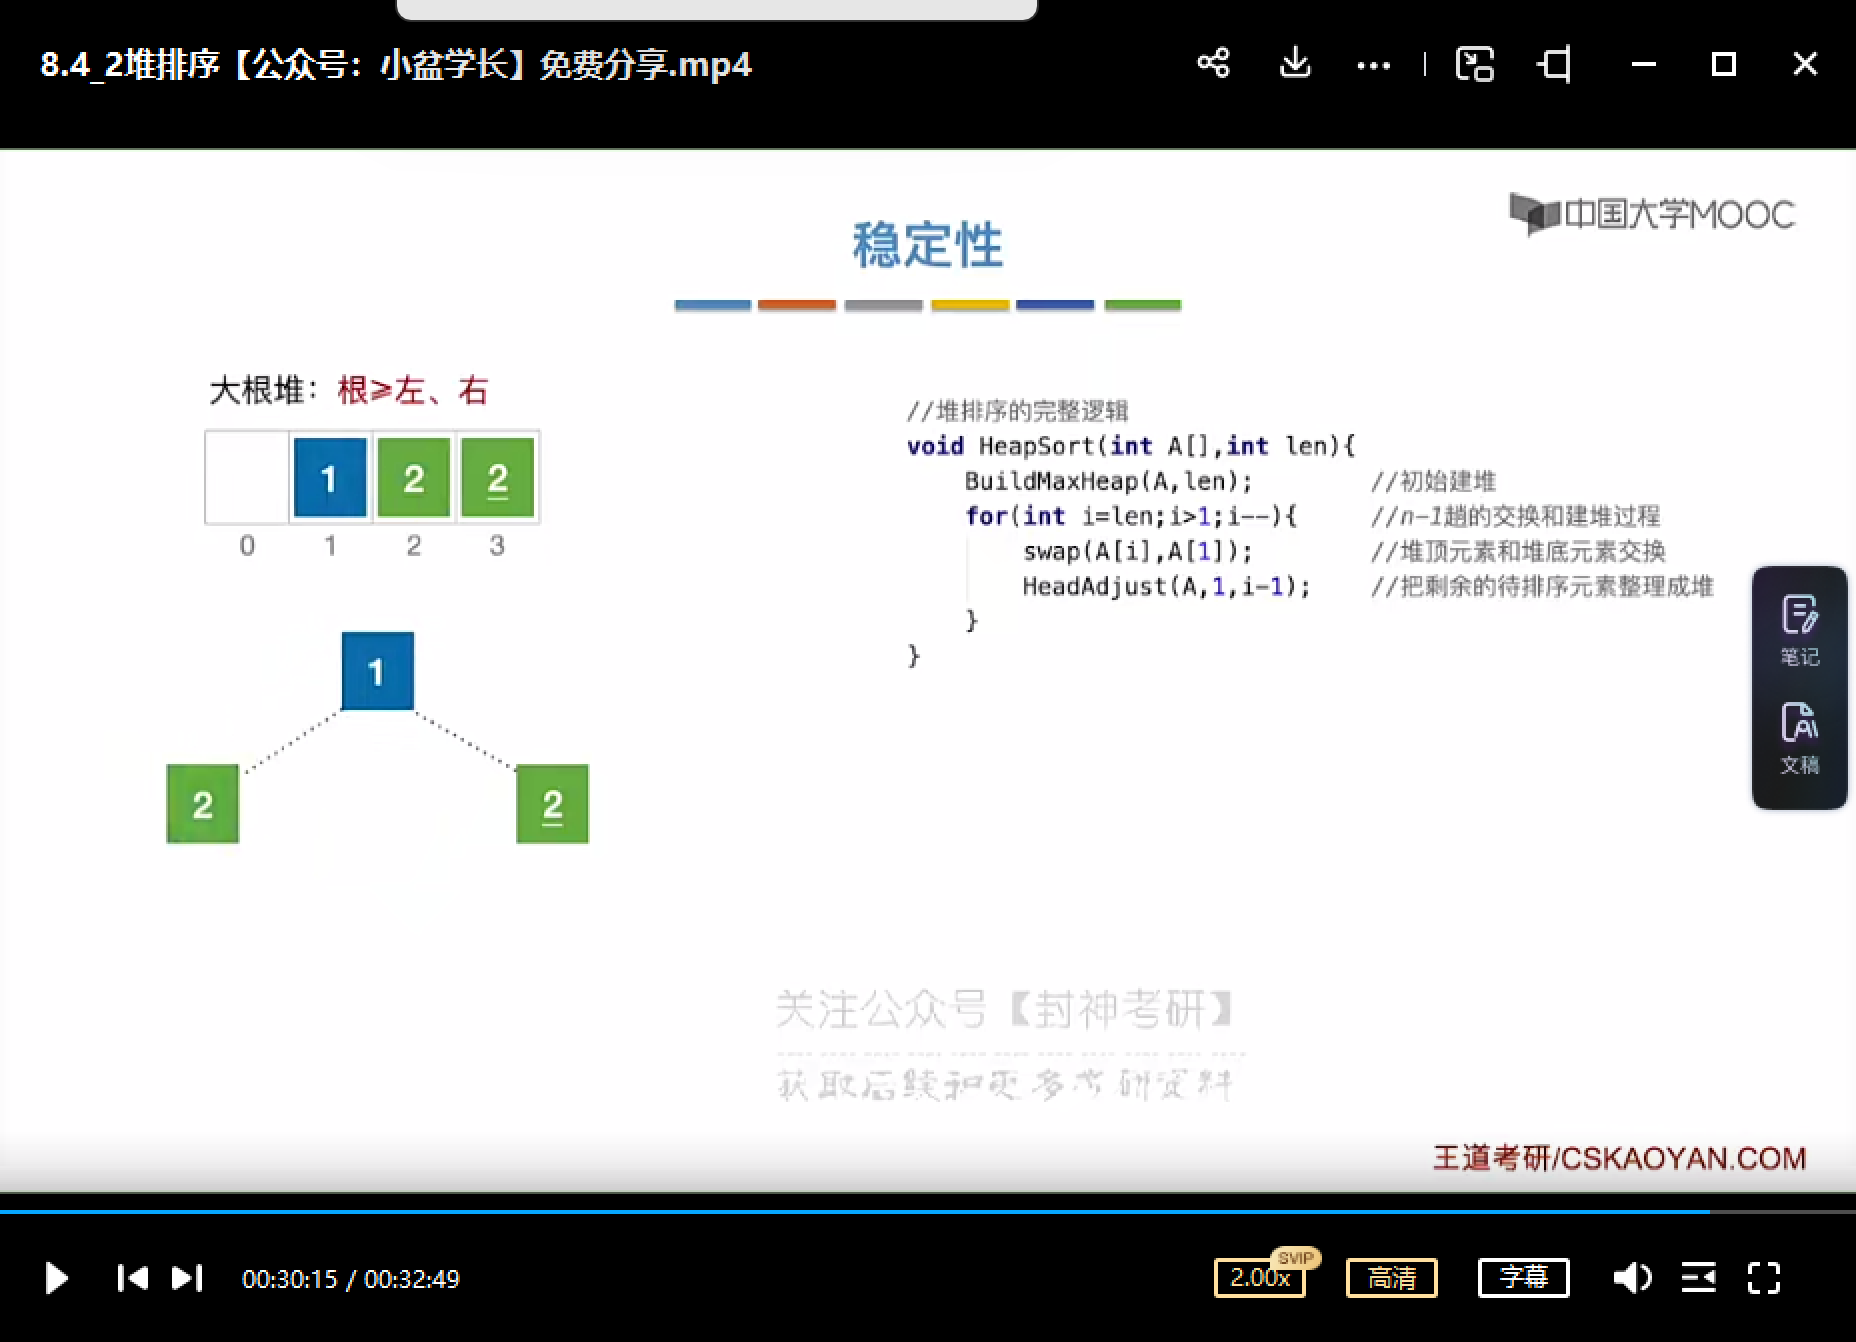 8.4_2堆排序【公众号：小盆学长】免费分享.mp4
中国大学MOOC
稳定性
大根堆：根≥左、右
1 2 2
0 1 2 3
1
2 2
//堆排序的完整逻辑
void HeapSort(int A[],int len){
BuildMaxHeap(A,len); //初始建堆
for(int i=len;i>1;i--){ //n-1趟的交换和建堆过程
swap(A[i],A[1]); //堆顶元素和堆底元素交换
HeadAdjust(A,1,i-1); //把剩余的待排序元素整理成堆
}
}
笔记
文稿
关注公众号【封神考研】
获取后续和更多考研资料
王道考研/CSKAOYAN.COM
00:30:15 / 00:32:49
SVIP
2.00x 高清 字幕